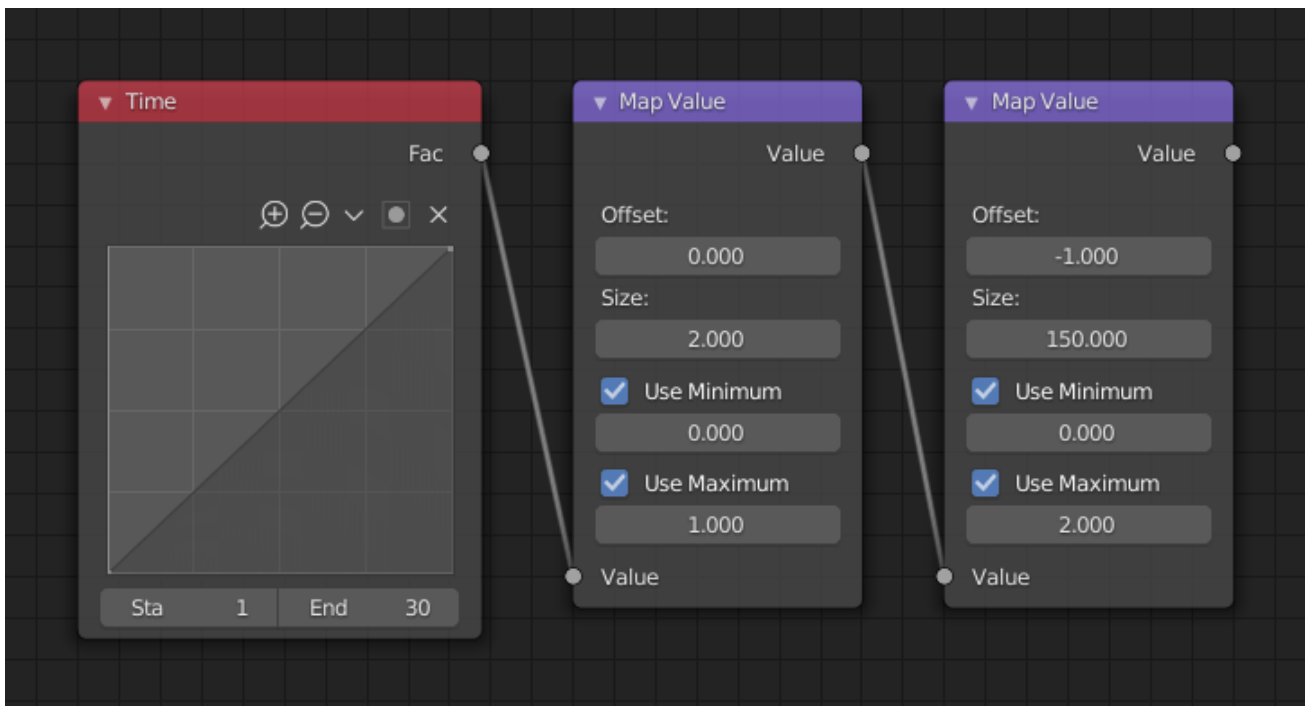 Time
Fac
Sta 1 End 30
Map Value
Value
Offset:
0.000
Size:
2.000
Use Minimum
0.000
Use Maximum
1.000
Value
Map Value
Value
Offset:
-1.000
Size:
150.000
Use Minimum
0.000
Use Maximum
2.000
Value